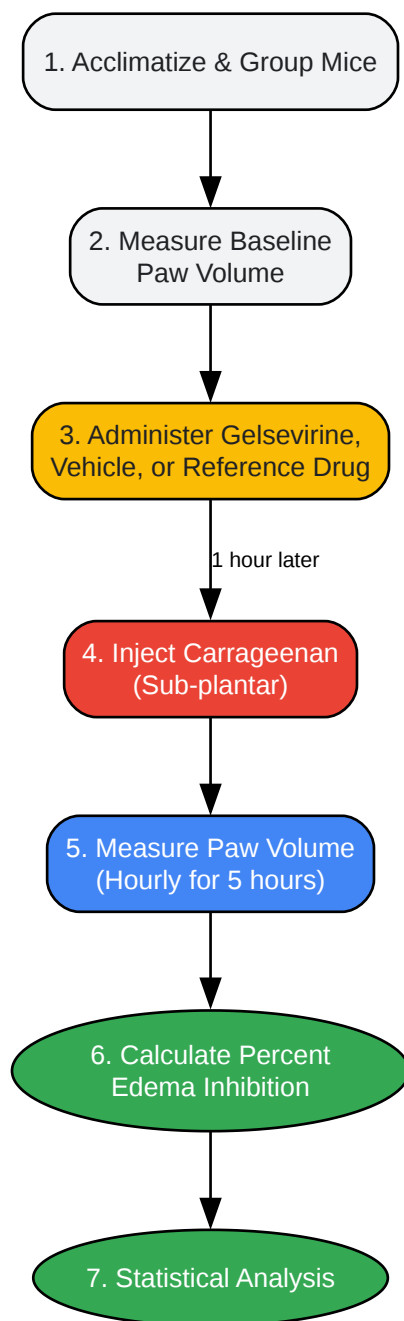 1. Acclimatize & Group Mice
2. Measure Baseline
Paw Volume
3. Administer Gelsevirine,
Vehicle, or Reference Drug
1 hour later
4. Inject Carrageenan
(Sub-plantar)
5. Measure Paw Volume
(Hourly for 5 hours)
6. Calculate Percent
Edema Inhibition
7. Statistical Analysis